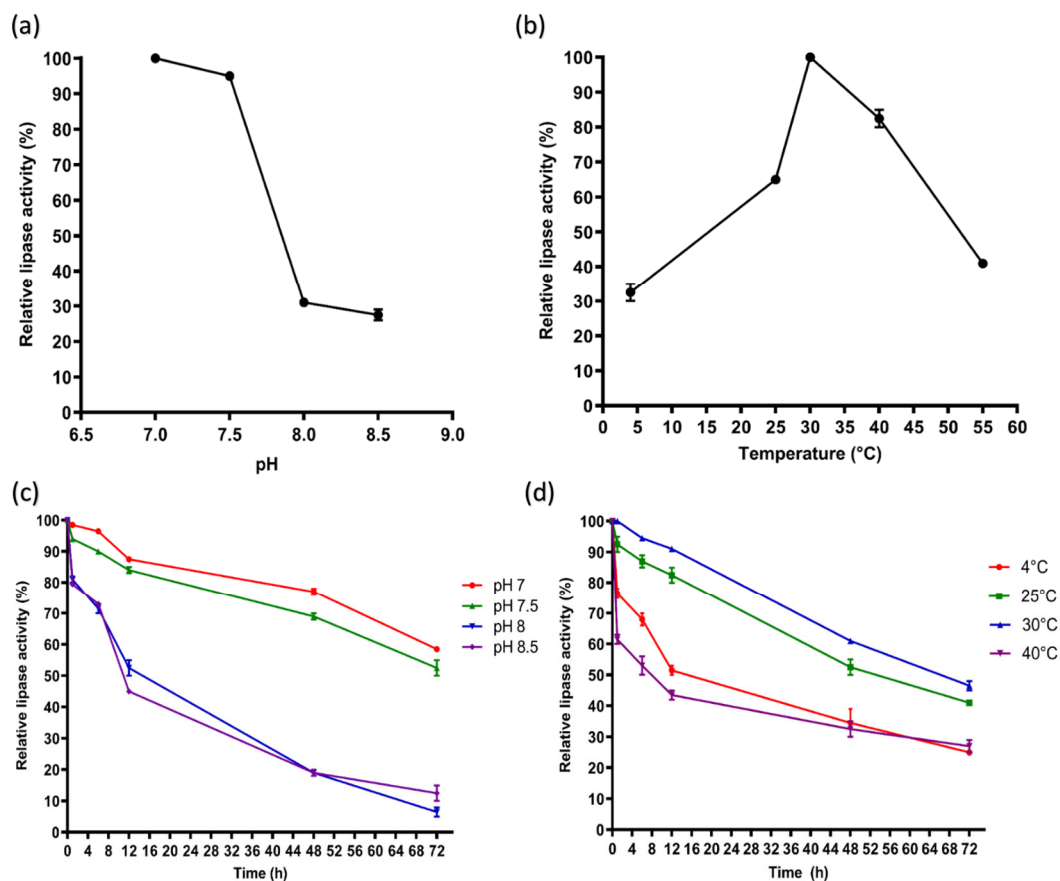 (a)
Relative lipase activity (%)
100
90
80
70
60
50
40
30
20
10
0
6.5 7.0 7.5 8.0 8.5 9.0
pH
(b)
Relative lipase activity (%)
100
90
80
70
60
50
40
30
20
10
0
0 5 10 15 20 25 30 35 40 45 50 55 60
Temperature (°C)
(c)
Relative lipase activity (%)
100
90
80
70
60
50
40
30
20
10
0
0 4 8 12 16 20 24 28 32 36 40 44 48 52 56 60 64 68 72
Time (h)
pH 7
pH 7.5
pH 8
pH 8.5
(d)
Relative lipase activity (%)
100
90
80
70
60
50
40
30
20
10
0
0 4 8 12 16 20 24 28 32 36 40 44 48 52 56 60 64 68 72
Time (h)
4°C
25°C
30°C
40°C